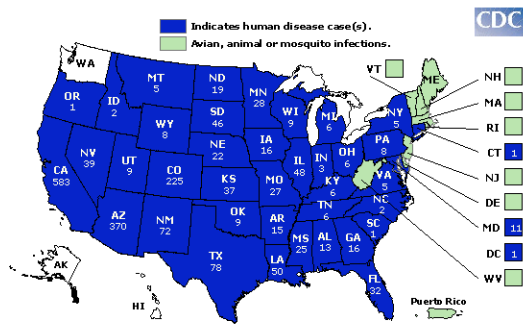 Indicates human disease case(s).
Avian, animal or mosquito infections.
CDC
WA
OR
1
ID
2
MT
5
ND
19
MN
28
SD
46
WI
9
MI
6
WY
8
NV
39
UT
9
CA
583
CO
225
NE
22
IA
16
IL
48
IN
3
OH
6
PA
8
NY
5
KS
37
MO
27
KY
6
VA
5
NC
2
TN
6
SC
1
AZ
370
NM
72
OK
9
AR
15
MS
25
AL
13
GA
16
TX
78
LA
50
FL
32
AK
HI
Puerto Rico
VT
ME
NH
MA
RI
CT 1
NJ
DE
MD 11
DC 1
WV